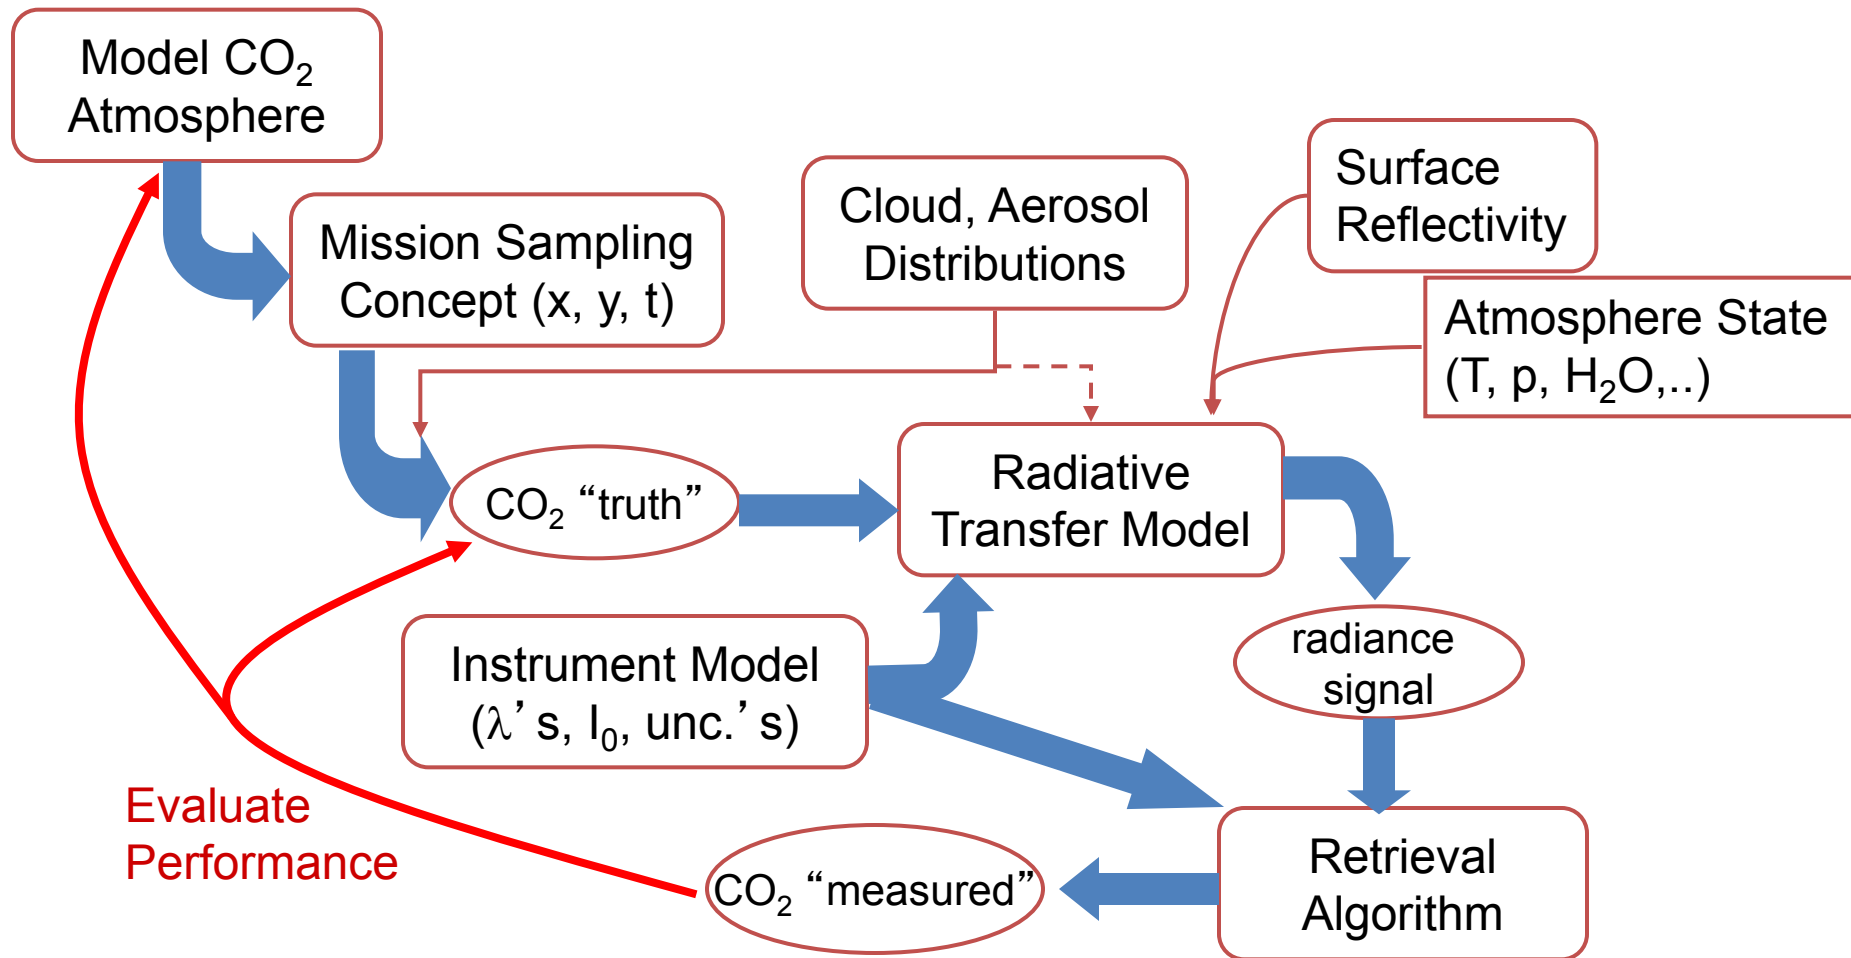 Model CO₂
Atmosphere
Mission Sampling
Concept (x, y, t)
Cloud, Aerosol
Distributions
Surface
Reflectivity
Atmosphere State
(T, p, H₂O,..)
CO₂ “truth”
Radiative
Transfer Model
Instrument Model
(λ’ s, I₀, unc.’ s)
radiance
signal
Evaluate
Performance
CO₂ “measured”
Retrieval
Algorithm